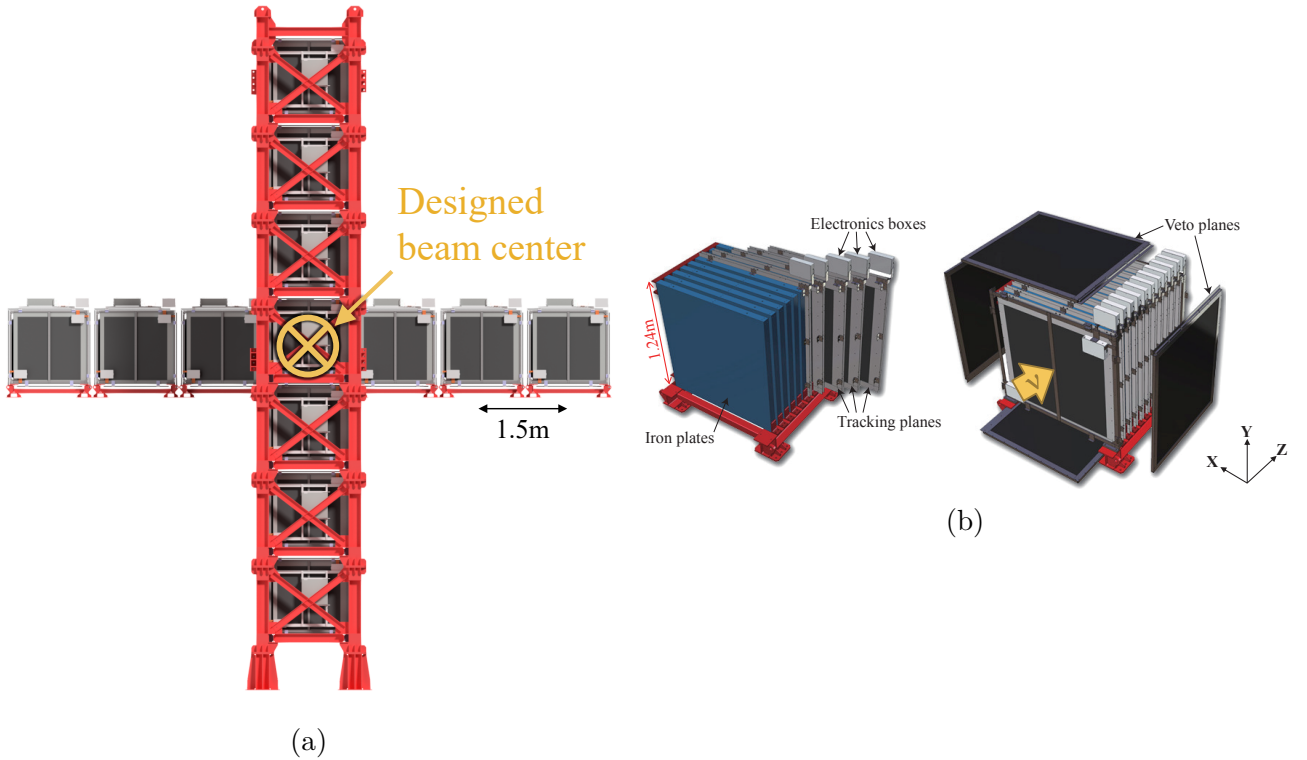 Designed
beam center
1.5m
(a)
Electronics boxes
1.24m
Iron plates
Tracking planes
Veto planes
ν
X
Y
Z
(b)